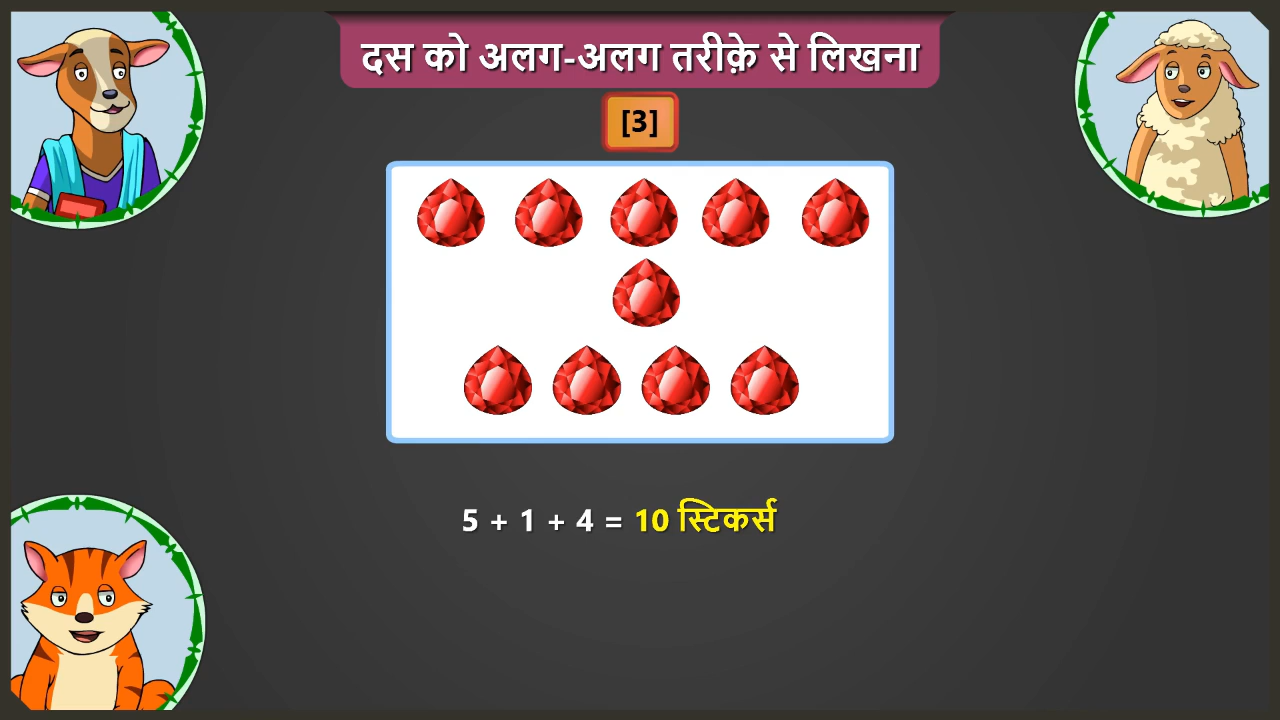 दस को अलग-अलग तरीक़े से लिखना
[3]
5 + 1 + 4 = 10 स्टिकर्स